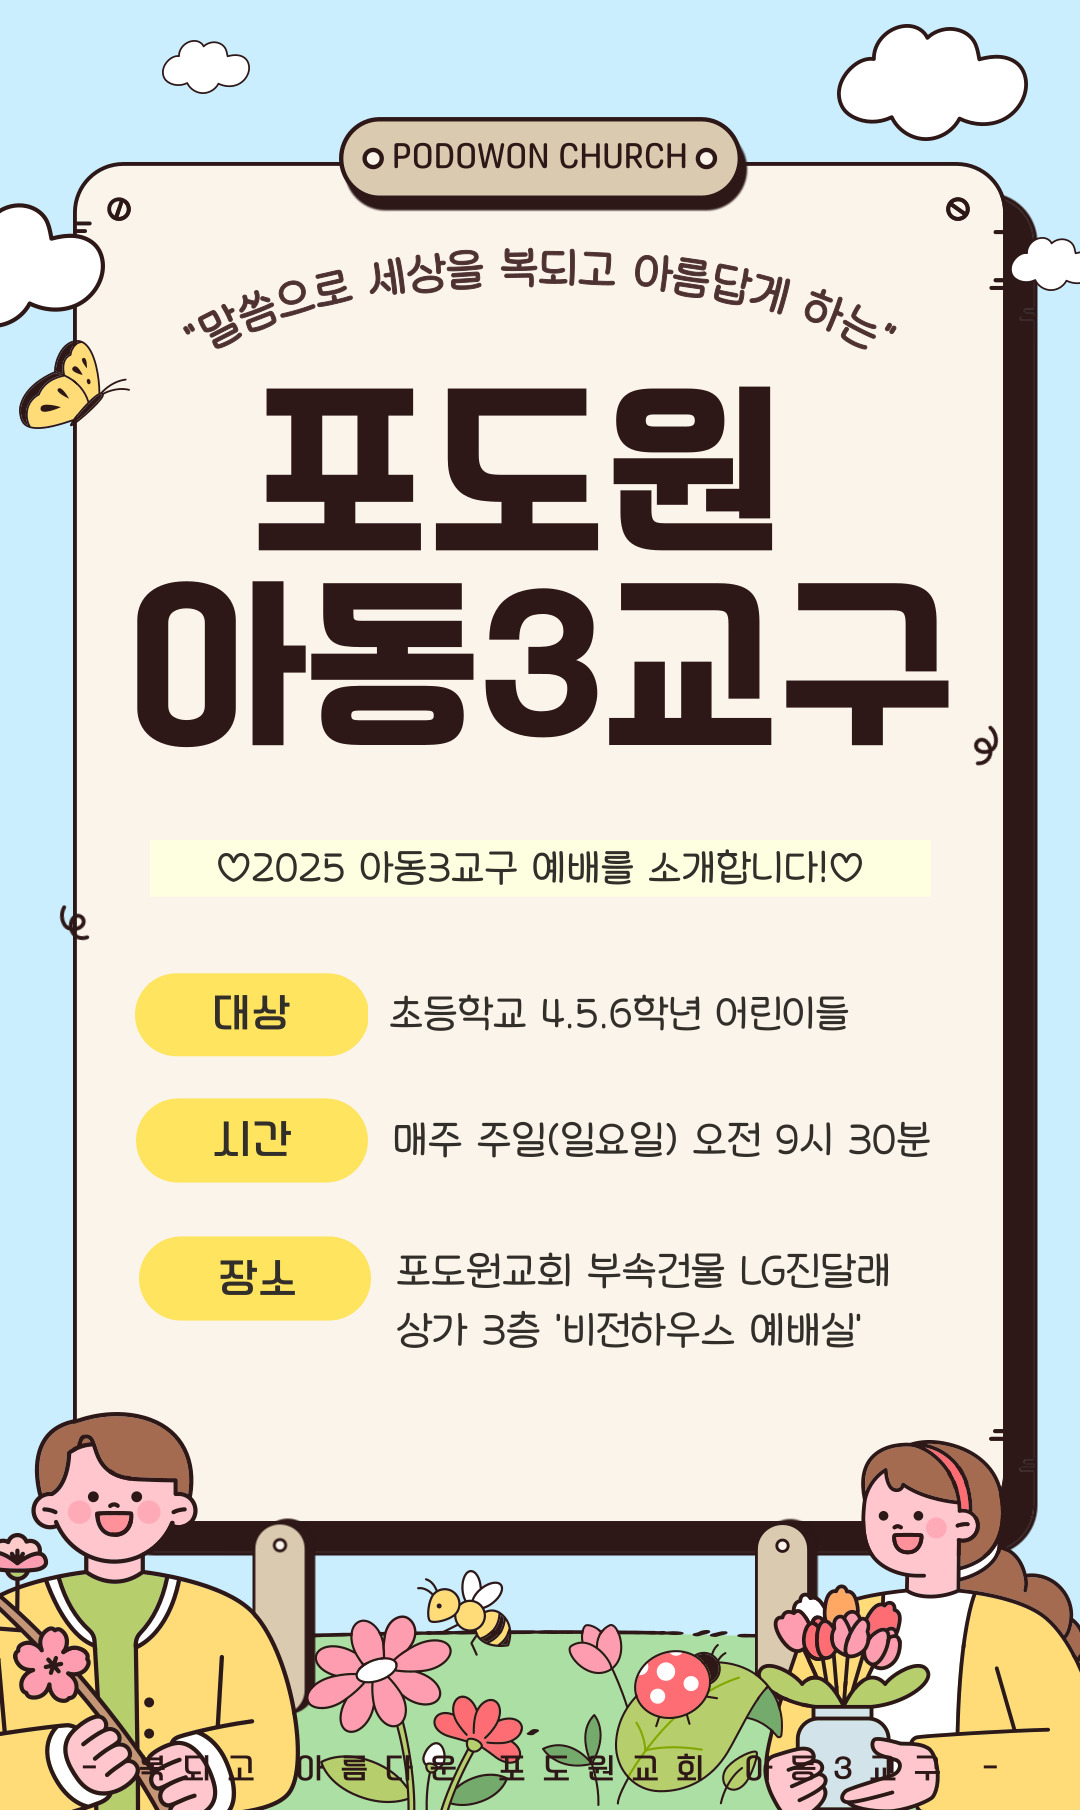 PODOWON CHURCH
"말씀으로 세상을 복되고 아름답게 하는"
포도원
아동3교구
♡2025 아동3교구 예배를 소개합니다!♡
대상 초등학교 4.5.6학년 어린이들
시간 매주 주일(일요일) 오전 9시 30분
장소 포도원교회 부속건물 LG진달래
상가 3층 '비전하우스 예배실'
- 복되고 아름다운 포도원교회 아동3교구 -